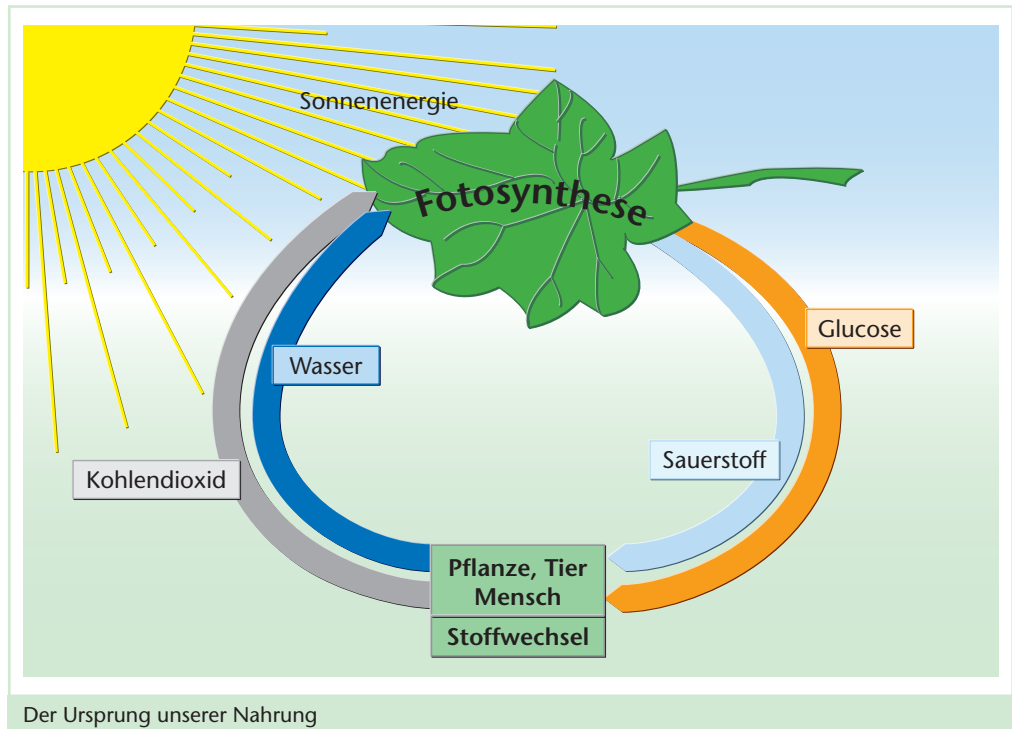 Sonnenenergie
Fotosynthese
Glucose
Wasser
Sauerstoff
Kohlendioxid
Pflanze, Tier
Mensch
Stoffwechsel
Der Ursprung unserer Nahrung